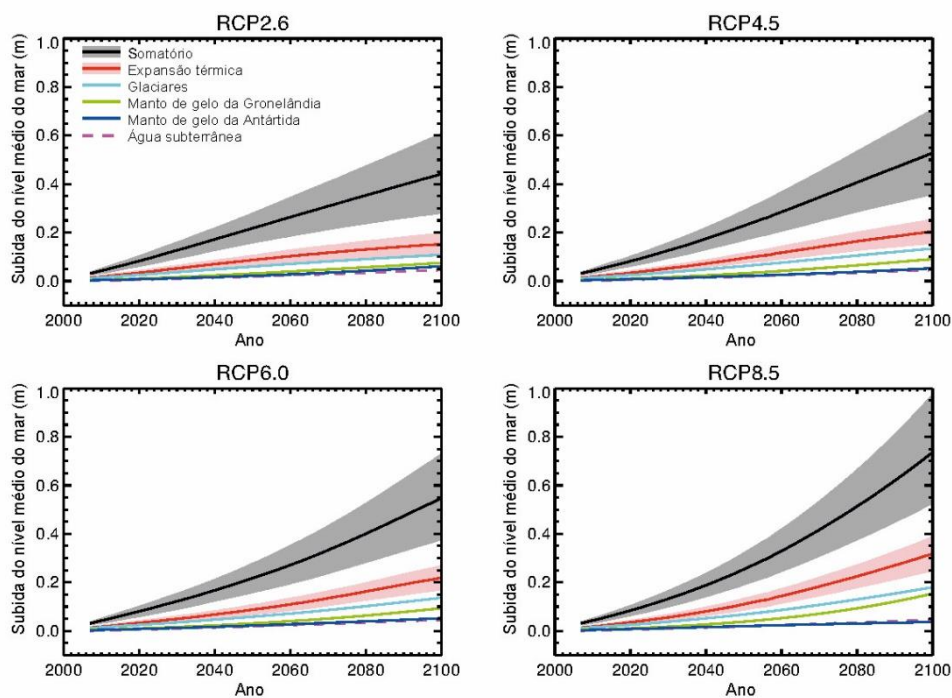 RCP2.6
Subida do nível médio do mar (m)
1.0
0.8
0.6
0.4
0.2
0.0
Somatório
Expansão térmica
Glaciares
Manto de gelo da Gronelândia
Manto de gelo da Antártida
Água subterrânea
2000 2020 2040 2060 2080 2100
Ano
RCP4.5
Subida do nível médio do mar (m)
1.0
0.8
0.6
0.4
0.2
0.0
2000 2020 2040 2060 2080 2100
Ano
RCP6.0
Subida do nível médio do mar (m)
1.0
0.8
0.6
0.4
0.2
0.0
2000 2020 2040 2060 2080 2100
Ano
RCP8.5
Subida do nível médio do mar (m)
1.0
0.8
0.6
0.4
0.2
0.0
2000 2020 2040 2060 2080 2100
Ano